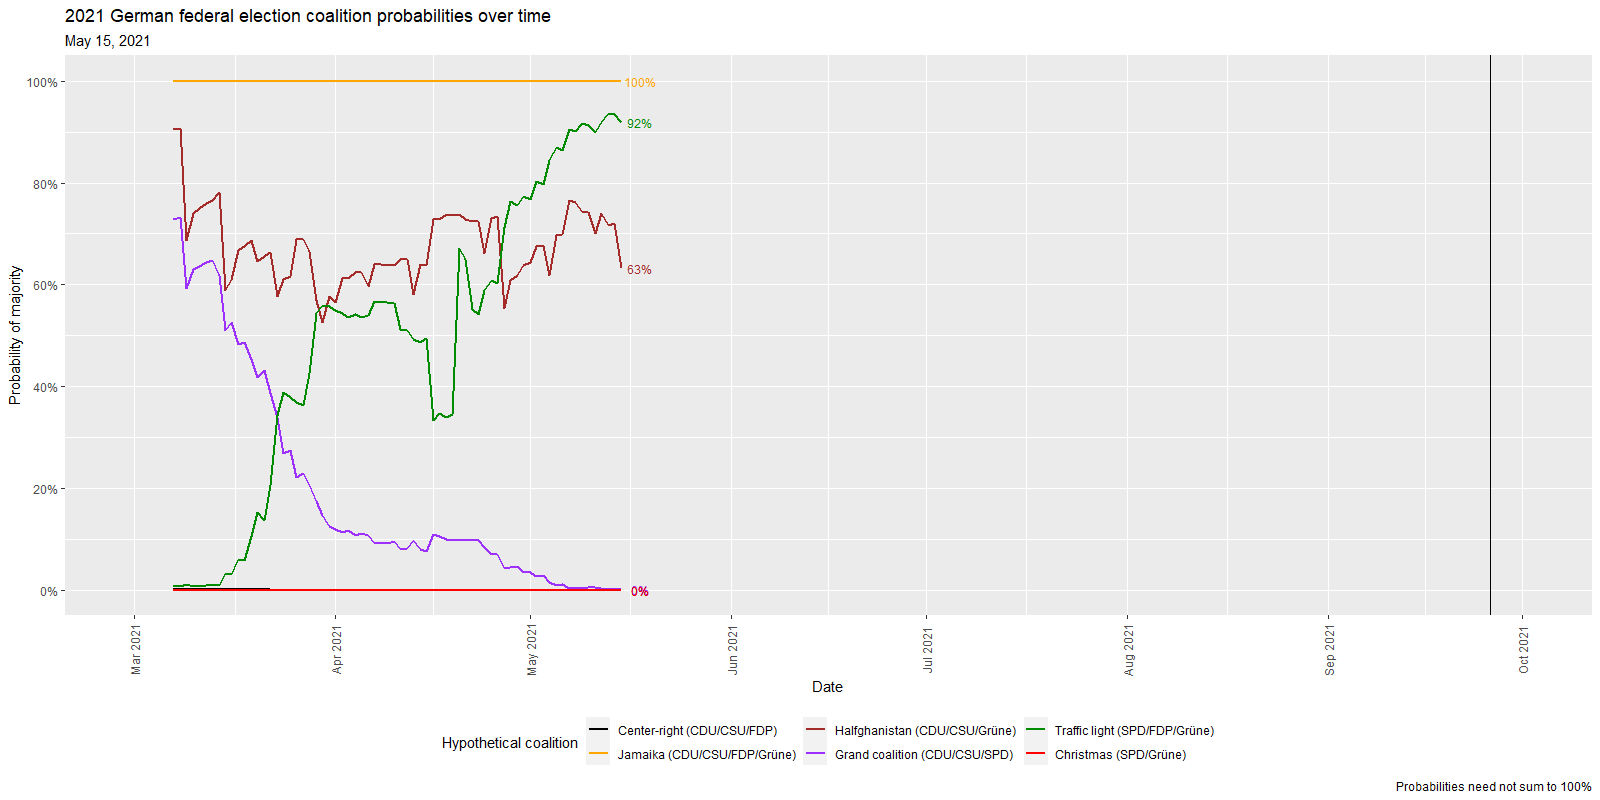 2021 German federal election coalition probabilities over time
May 15, 2021
Probability of majority
100%
80%
60%
40%
20%
0%
100%
92%
63%
0%
Mar 2021
Apr 2021
May 2021
Jun 2021
Jul 2021
Aug 2021
Sep 2021
Oct 2021
Date
Hypothetical coalition
Center-right (CDU/CSU/FDP)
Halfghanistan (CDU/CSU/Grüne)
Traffic light (SPD/FDP/Grüne)
Jamaika (CDU/CSU/FDP/Grüne)
Grand coalition (CDU/CSU/SPD)
Christmas (SPD/Grüne)
Probabilities need not sum to 100%